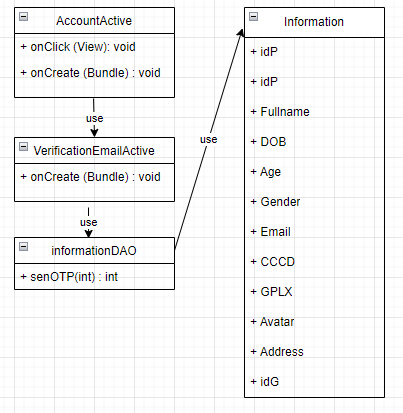 AccountActive
+ onClick (View): void
+ onCreate (Bundle) : void
use
VerificationEmailActive
+ onCreate (Bundle) : void
use
informationDAO
+ senOTP(int) : int
use
Information
+ idP
+ idP
+ Fullname
+ DOB
+ Age
+ Gender
+ Email
+ CCCD
+ GPLX
+ Avatar
+ Address
+ idG